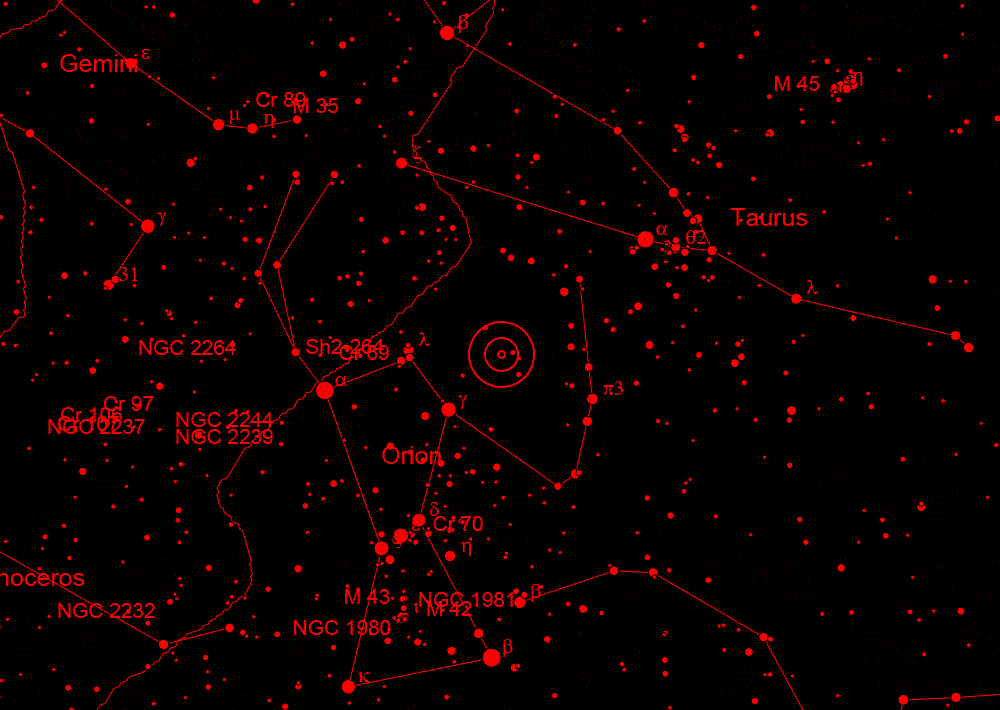 β
ε
Gemini
η
M 45
Cr 89
M 35
μ
η
ζ
γ
Taurus
α
θ2
λ
31
λ
NGC 2264
Sh2-264
Cr 69
α
π3
Cr 97
γ
Cr 106
NGC 2244
NGC 2237
NGC 2239
Orion
δ
Cr 70
ε
ζ
η
noceros
β
M 43
NGC 1981
NGC 2232
ι
M 42
NGC 1980
β
κ